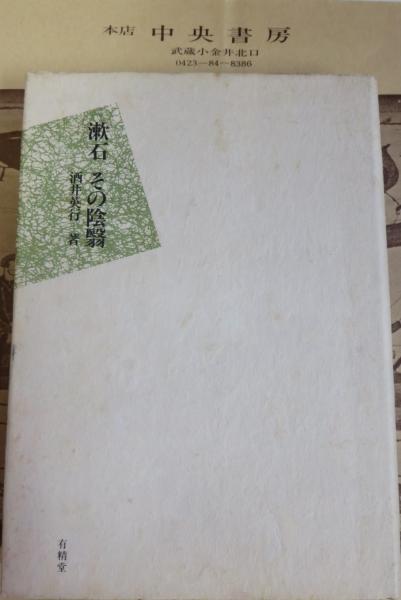 本店 中央書房
武蔵小金井北口
0423—84—8386
漱石 その陰翳
酒井英行 著
有精堂